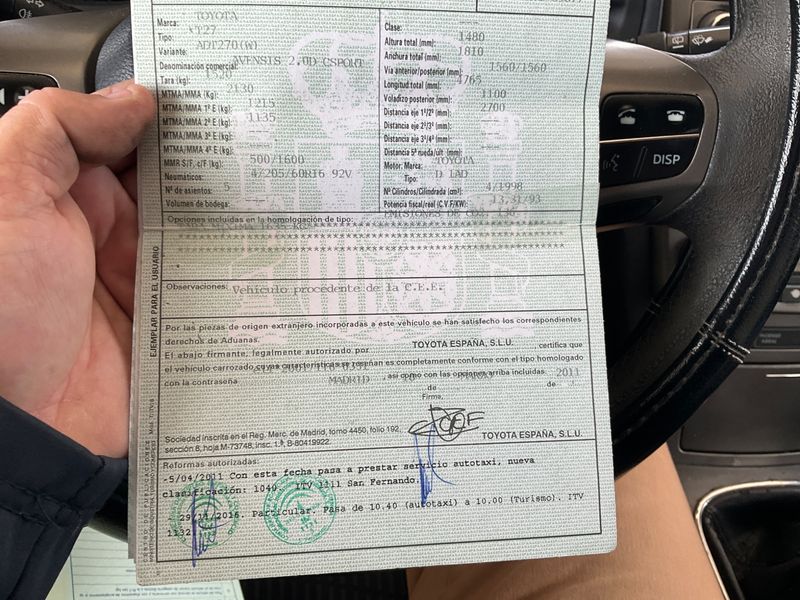 Marca: TOYOTA
Tipo: T27
Variante: ADT270(W)
Denominación comercial: AVENSIS 2.0D CSPORT
Tara (kg): 1520
MTMA/MMA (Kg): 2130
MTMA/MMA 1º E (kg): 1215
MTMA/MMA 2º E (kg): 1135
MTMA/MMA 3º E (kg):
MTMA/MMA 4º E (kg):
MMR S/F. c/F (kg): 500/1600
Neumáticos: 4/205/60R16 92V
Nº de asientos: 5
Volumen de bodega:
Clase: ---
Altura total (mm): 1480
Anchura total (mm): 1810
Vía anterior/posterior (mm): 1560/1560
Longitud total (mm): 4765
Voladizo posterior (mm): 1100
Distancia eje 1º/2º (mm): 2700
Distancia eje 2º/3º (mm):
Distancia eje 3º/4º (mm):
Distancia 5ª rueda/últ. (mm):
Motor: Marca: TOYOTA
Tipo: D 1AD
Nº Cilindros/Cilindrada (cm³): 4/1998
Potencia fiscal/real (C.V.F/KW): 13,31/93
Opciones incluidas en la homologación de tipo: EMISIONES DE CO2:
Observaciones: Vehículo procedente de la C.E.E.
Por las piezas de origen extranjero incorporadas a este vehículo se han satisfecho los correspondientes
derechos de Aduanas.
El abajo firmante, legalmente autorizado por TOYOTA ESPAÑA, S.L.U. certifica que
el vehículo carrozado cuyas características se reseñan es completamente conforme con el tipo homologado
con la contraseña , así como con las opciones arriba incluidas.
MADRID de de 2011
Firma,
Sociedad inscrita en el Reg. Merc. de Madrid, tomo 4450, folio 192,
sección 8, hoja M-73748, insc. 1.ª, B-80419922.
TOYOTA ESPAÑA, S.L.U.
Reformas autorizadas:
-5/04/2011 Con esta fecha pasa a prestar servicio autotaxi, nueva
clasificación: 1040 ITV 1111 San Fernando.
29/04/2016. Particular. Pasa de 10.40 (autotaxi) a 10.00 (Turismo). ITV
1132
EJEMPLAR PARA EL USUARIO
DISP